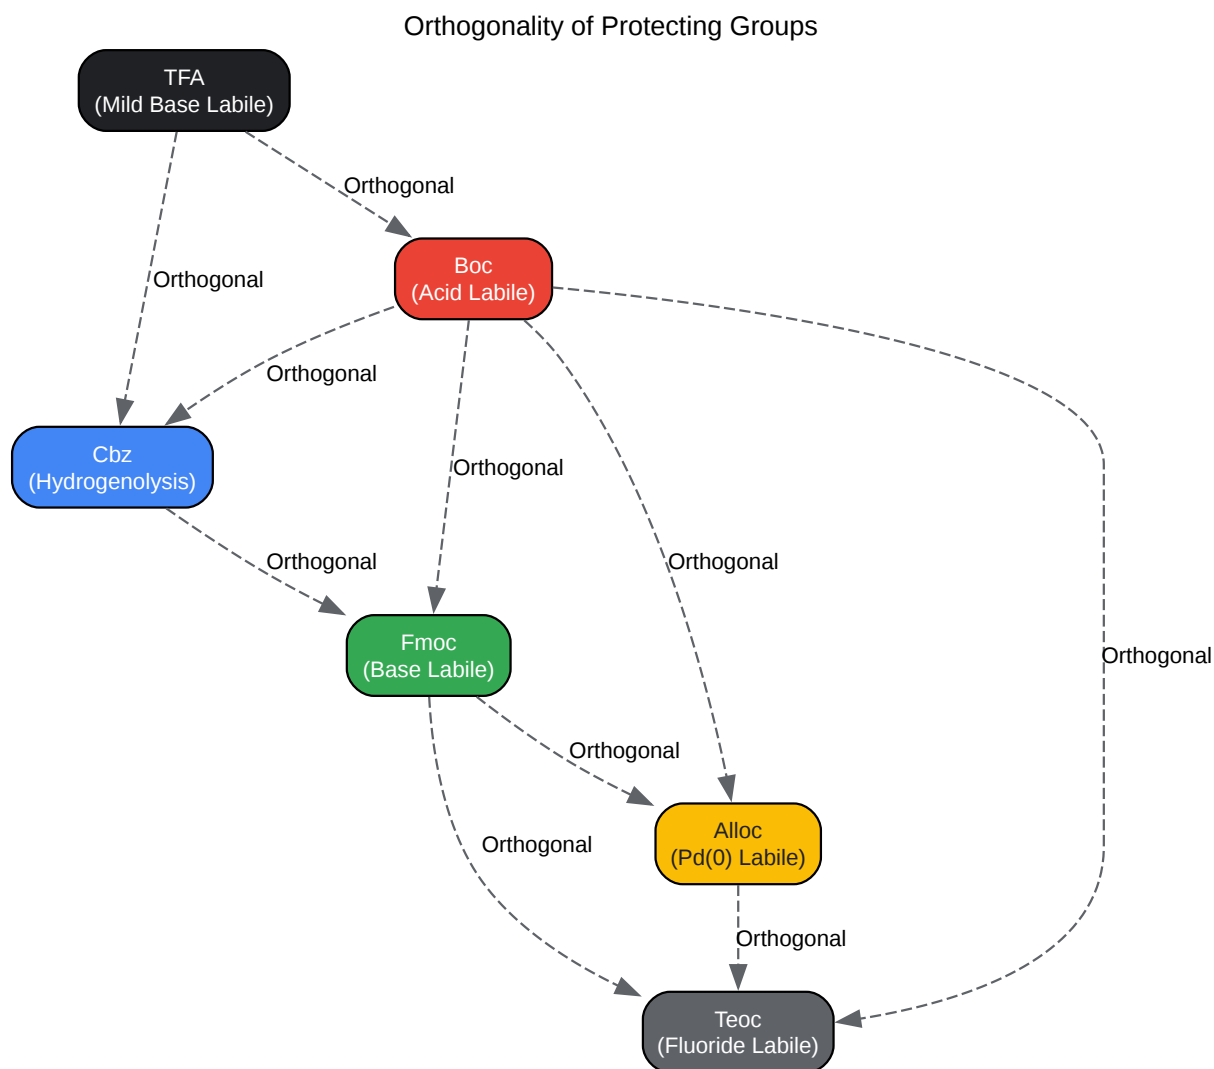 Orthogonality of Protecting Groups
TFA
(Mild Base Labile)
Orthogonal
Boc
(Acid Labile)
Orthogonal
Orthogonal
Cbz
(Hydrogenolysis)
Orthogonal
Orthogonal
Orthogonal
Fmoc
(Base Labile)
Orthogonal
Orthogonal
Alloc
(Pd(0) Labile)
Orthogonal
Orthogonal
Teoc
(Fluoride Labile)